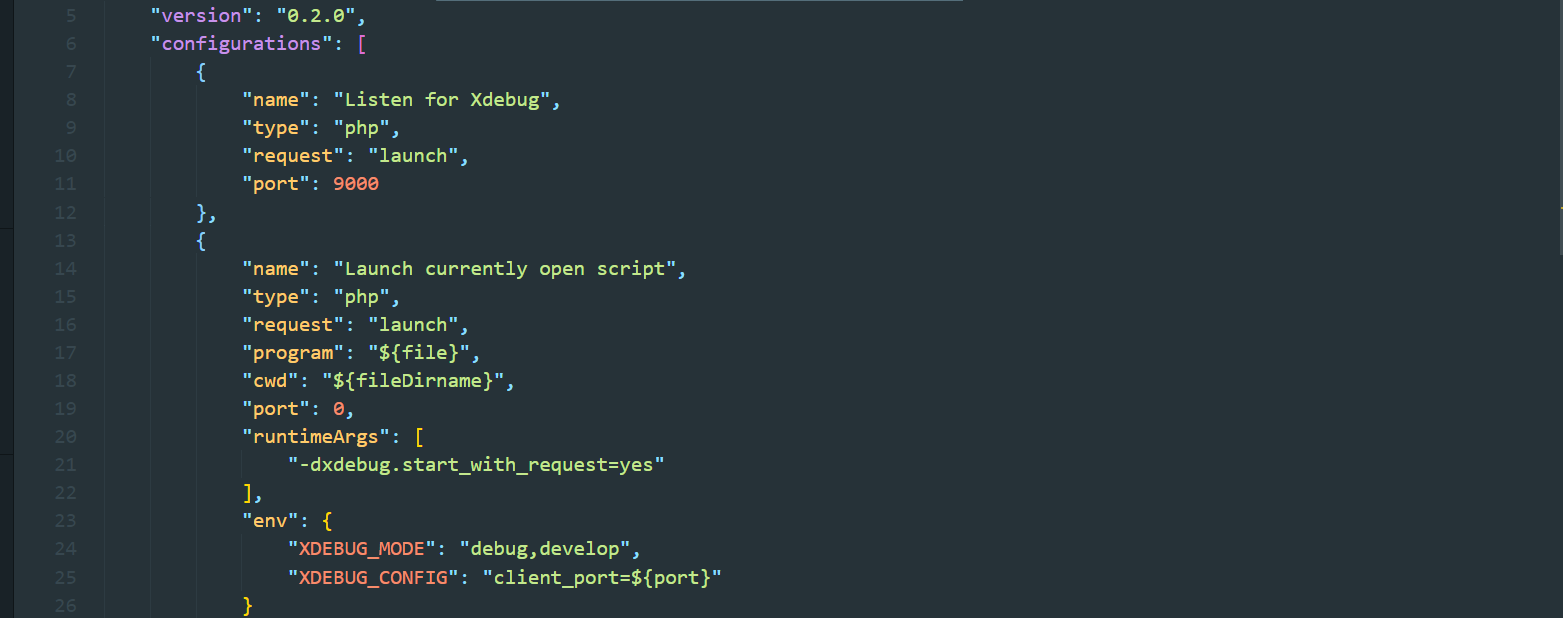 5 "version": "0.2.0",
6 "configurations": [
7 {
8 "name": "Listen for Xdebug",
9 "type": "php",
10 "request": "launch",
11 "port": 9000
12 },
13 {
14 "name": "Launch currently open script",
15 "type": "php",
16 "request": "launch",
17 "program": "${file}",
18 "cwd": "${fileDirname}",
19 "port": 0,
20 "runtimeArgs": [
21 "-dxdebug.start_with_request=yes"
22 ],
23 "env": {
24 "XDEBUG_MODE": "debug,develop",
25 "XDEBUG_CONFIG": "client_port=${port}"
26 }